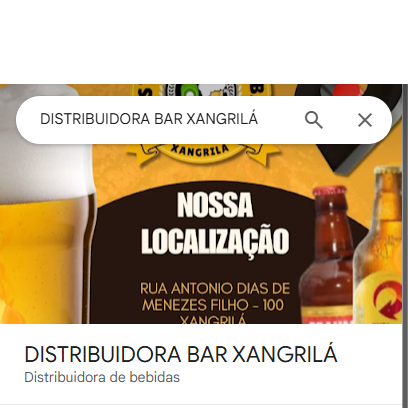 DISTRIBUIDORA BAR XANGRILÁ
XANGRILA
NOSSA
LOCALIZAÇÃO
RUA ANTONIO DIAS DE
MENEZES FILHO - 100
XANGRILÁ
DISTRIBUIDORA BAR XANGRILÁ
Distribuidora de bebidas